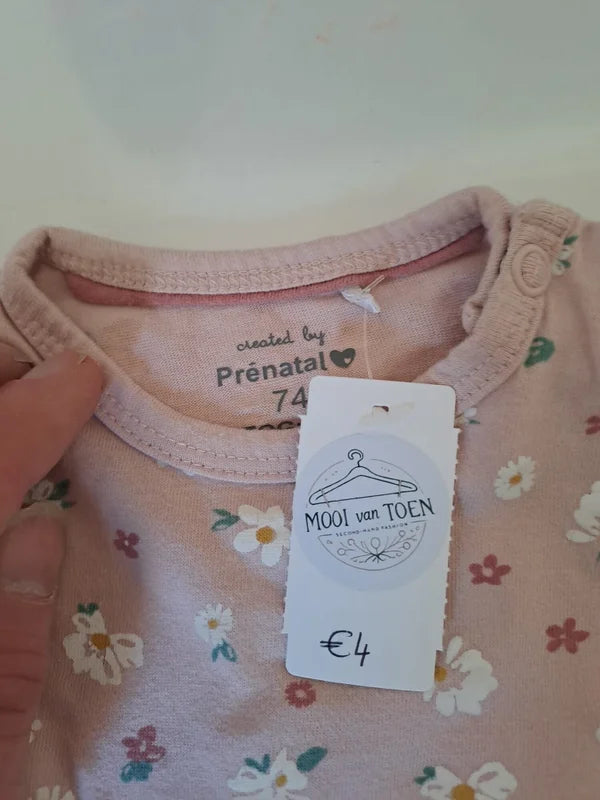 created by
Prénatal
74
MOOI van TOEN
SECOND-HAND FASHION
€4